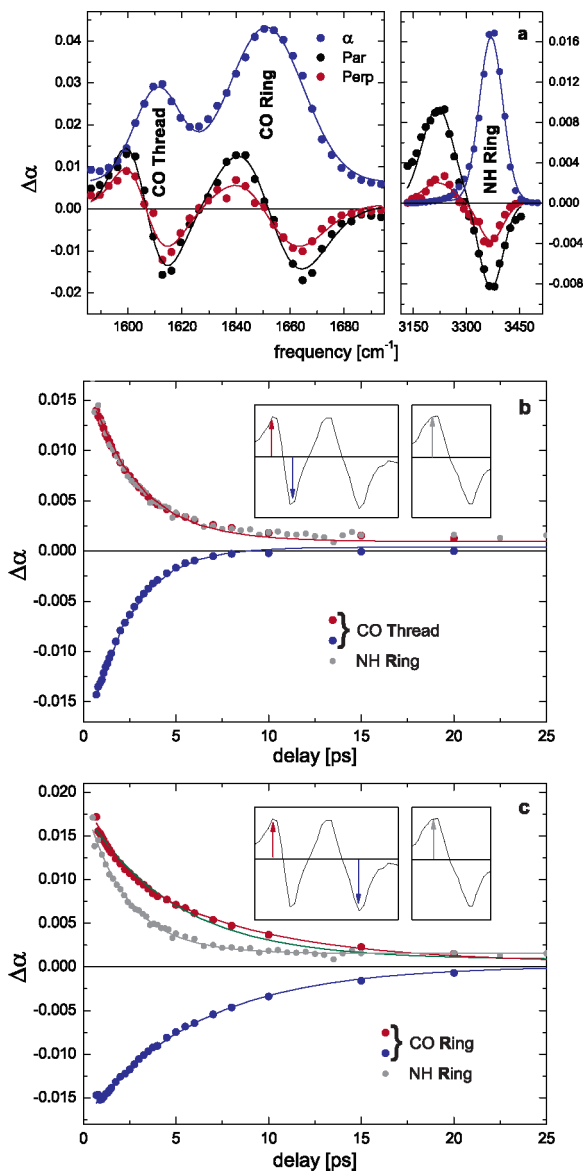 0.04
0.03
0.02
0.01
0.00
-0.01
-0.02
Δα
α
Par
Perp
CO Thread
CO Ring
1600
1620
1640
1660
1680
a
NH Ring
0.016
0.012
0.008
0.004
0.000
-0.004
-0.008
3150
3300
3450
frequency [cm⁻¹]
b
0.015
0.010
0.005
0.000
-0.005
-0.010
-0.015
Δα
} CO Thread
NH Ring
0
5
10
15
20
25
delay [ps]
c
0.020
0.015
0.010
0.005
0.000
-0.005
-0.010
-0.015
Δα
} CO Ring
NH Ring
0
5
10
15
20
25
delay [ps]